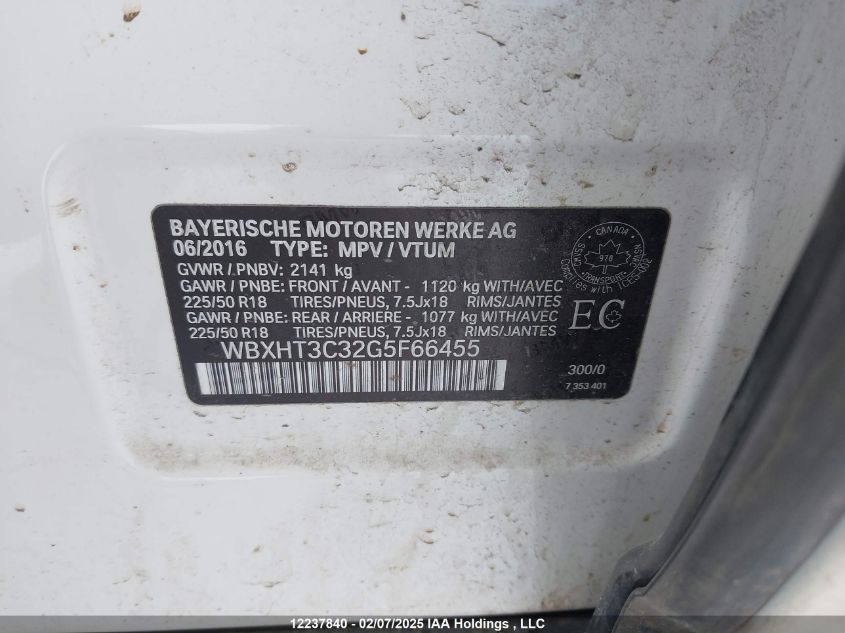 BAYERISCHE MOTOREN WERKE AG
06/2016 TYPE: MPV / VTUM
GVWR / PNBV: 2141 kg
GAWR / PNBE: FRONT / AVANT - 1120 kg WITH/AVEC
225/50 R18 TIRES/PNEUS, 7.5Jx18 RIMS/JANTES
GAWR / PNBE: REAR / ARRIERE - 1077 kg WITH/AVEC
225/50 R18 TIRES/PNEUS, 7.5Jx18 RIMS/JANTES
WBXHT3C32G5F66455
CANADA
978
TRANSPORT
EC
300/0
7 353 401
12237840 - 02/07/2025 IAA Holdings , LLC